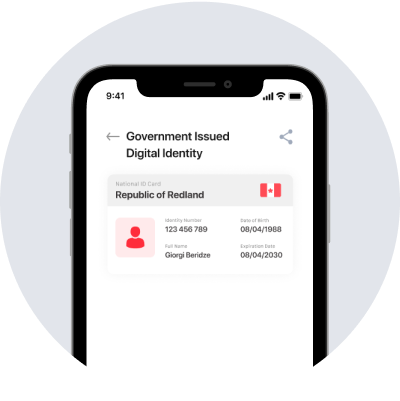 9:41
Government Issued
Digital Identity
National ID Card
Republic of Redland
Identity Number
Date of Birth
123 456 789
08/04/1988
Full Name
Expiration Date
Giorgi Beridze
08/04/2030